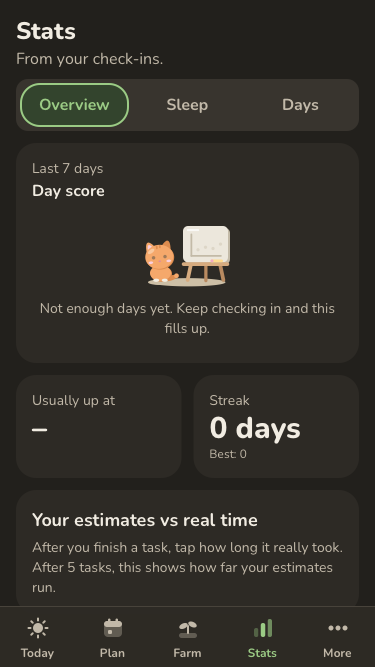 Stats
From your check-ins.
Overview
Sleep
Days
Last 7 days
Day score
Not enough days yet. Keep checking in and this
fills up.
Usually up at
–
Streak
0 days
Best: 0
Your estimates vs real time
After you finish a task, tap how long it really took.
After 5 tasks, this shows how far your estimates
run.
Today
Plan
Farm
Stats
More